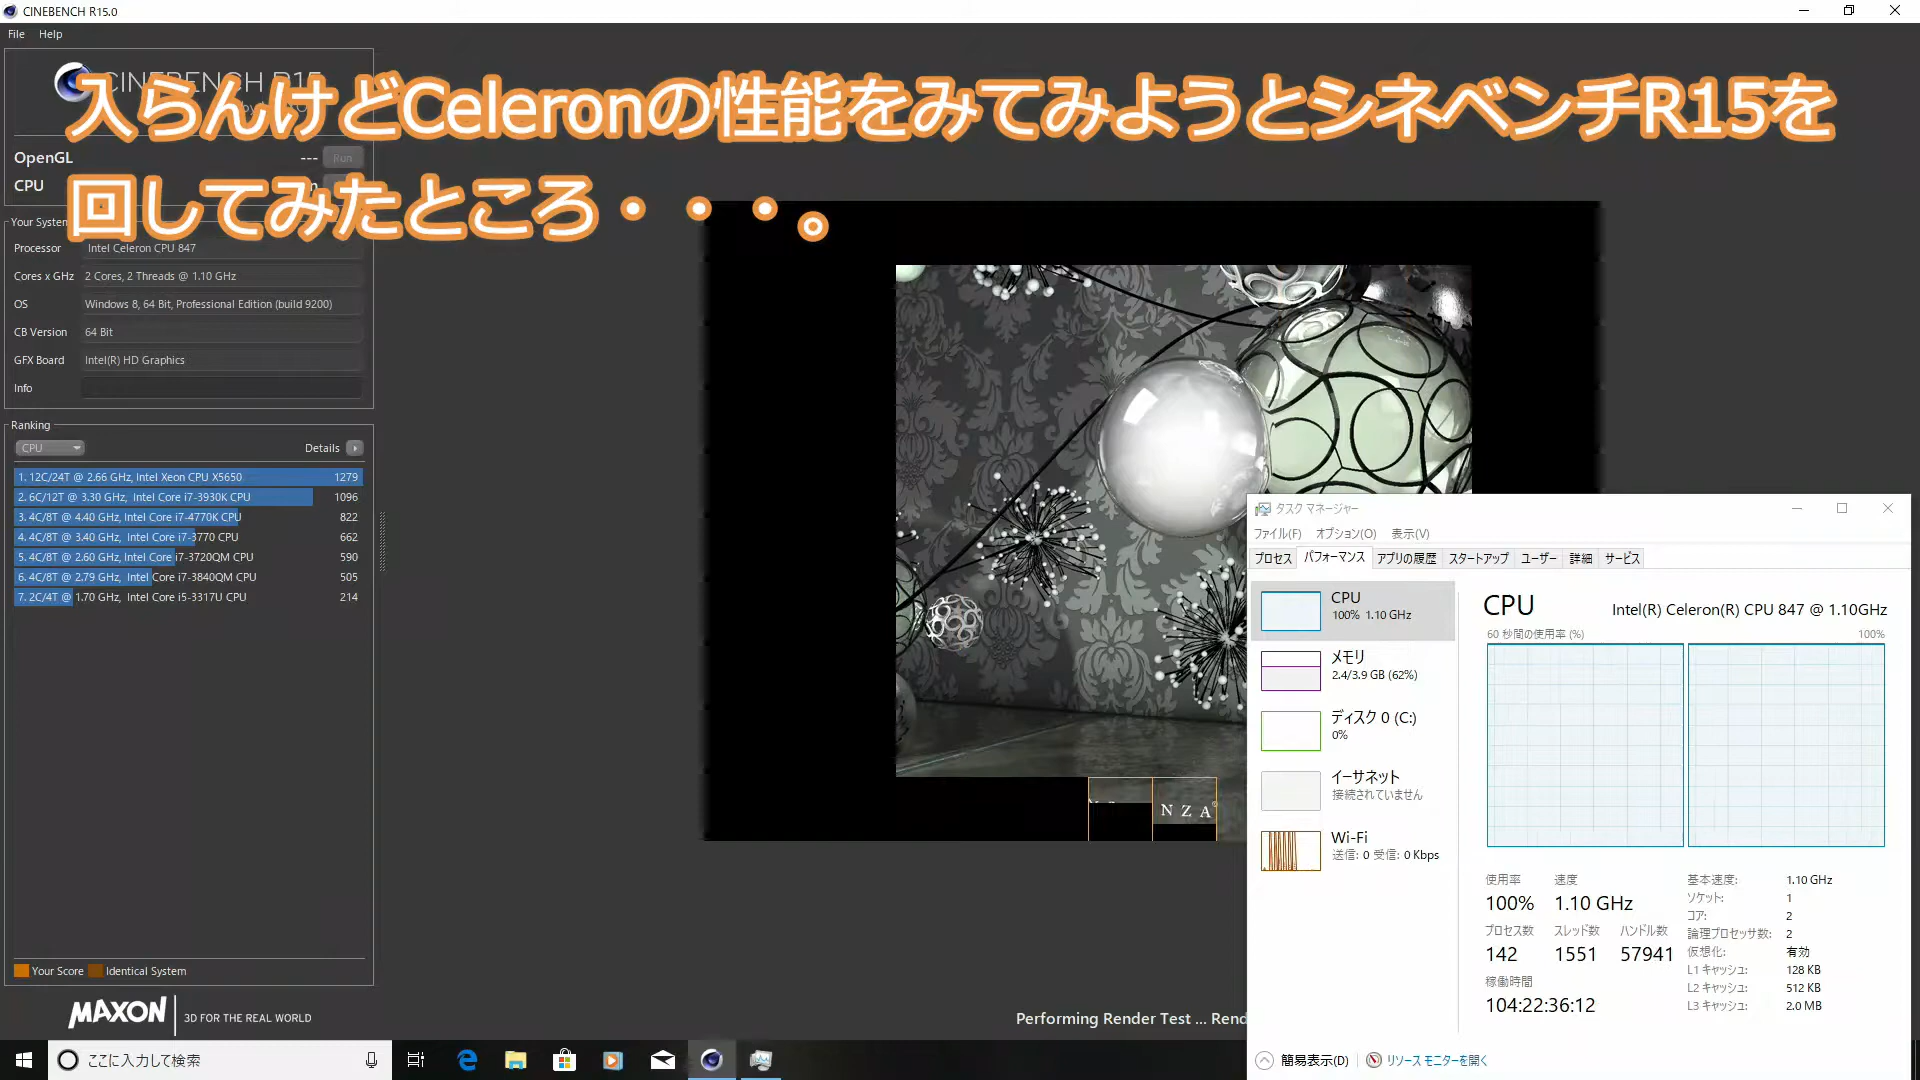 CINEBENCH R15.0
File Help
CINEBENCH R15
入らんけどCeleronの性能をみてみようとシネベンチR15を
回してみたところ・・・。
OpenGL --- Run
CPU
Your System
Processor Intel Celeron CPU 847
Cores x GHz 2 Cores, 2 Threads @ 1.10 GHz
OS Windows 8, 64 Bit, Professional Edition (build 9200)
CB Version 64 Bit
GFX Board Intel(R) HD Graphics
Info
Ranking
CPU Details
1. 12C/24T @ 2.66 GHz, Intel Xeon CPU X5650 1279
2. 6C/12T @ 3.30 GHz, Intel Core i7-3930K CPU 1096
3. 4C/8T @ 4.40 GHz, Intel Core i7-4770K CPU 822
4. 4C/8T @ 3.40 GHz, Intel Core i7-3770 CPU 662
5. 4C/8T @ 2.60 GHz, Intel Core i7-3720QM CPU 590
6. 4C/8T @ 2.79 GHz, Intel Core i7-3840QM CPU 505
7. 2C/4T @ 1.70 GHz, Intel Core i5-3317U CPU 214
Your Score Identical System
MAXON 3D FOR THE REAL WORLD
N Z A
Performing Render Test ... Rend
タスク マネージャー
ファイル(F) オプション(O) 表示(V)
プロセス パフォーマンス アプリの履歴 スタートアップ ユーザー 詳細 サービス
CPU
100% 1.10 GHz
メモリ
2.4/3.9 GB (62%)
ディスク 0 (C:)
0%
イーサネット
接続されていません
Wi-Fi
送信: 0 受信: 0 Kbps
CPU Intel(R) Celeron(R) CPU 847 @ 1.10GHz
60 秒間の使用率 (%) 100%
使用率 速度
100% 1.10 GHz
プロセス数 スレッド数 ハンドル数
142 1551 57941
稼働時間
104:22:36:12
基本速度: 1.10 GHz
ソケット: 1
コア: 2
論理プロセッサ数: 2
仮想化: 有効
L1 キャッシュ: 128 KB
L2 キャッシュ: 512 KB
L3 キャッシュ: 2.0 MB
簡易表示(D) リソース モニターを開く
ここに入力して検索